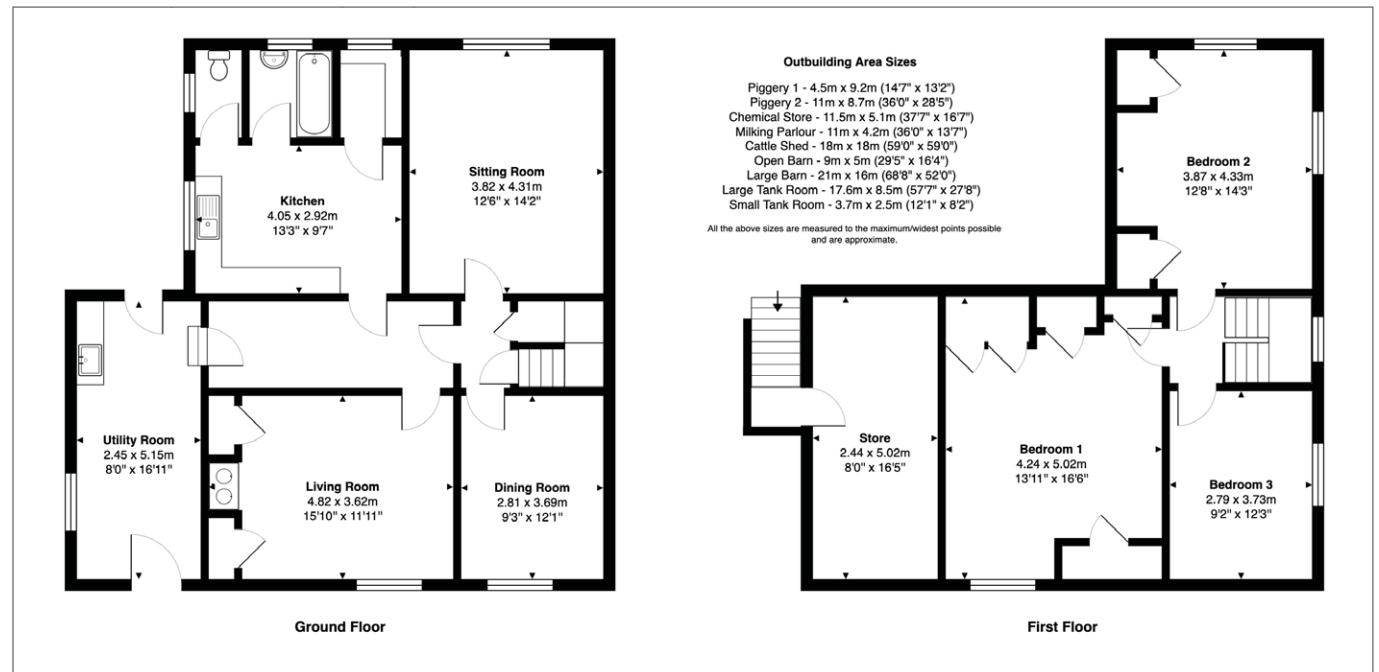 Outbuilding Area Sizes
Piggery 1 - 4.5m x 9.2m (14'7" x 13'2")
Piggery 2 - 11m x 8.7m (36'0" x 28'5")
Chemical Store - 11.5m x 5.1m (37'7" x 16'7")
Milking Parlour - 11m x 4.2m (36'0" x 13'7")
Cattle Shed - 18m x 18m (59'0" x 59'0")
Open Barn - 9m x 5m (29'5" x 16'4")
Large Barn - 21m x 16m (68'8" x 52'0")
Large Tank Room - 17.6m x 8.5m (57'7" x 27'8")
Small Tank Room - 3.7m x 2.5m (12'1" x 8'2")
All the above sizes are measured to the maximum/widest points possible
and are approximate.
Kitchen
4.05 x 2.92m
13'3" x 9'7"
Sitting Room
3.82 x 4.31m
12'6" x 14'2"
Utility Room
2.45 x 5.15m
8'0" x 16'11"
Living Room
4.82 x 3.62m
15'10" x 11'11"
Dining Room
2.81 x 3.69m
9'3" x 12'1"
Ground Floor
Bedroom 2
3.87 x 4.33m
12'8" x 14'3"
Store
2.44 x 5.02m
8'0" x 16'5"
Bedroom 1
4.24 x 5.02m
13'11" x 16'6"
Bedroom 3
2.79 x 3.73m
9'2" x 12'3"
First Floor